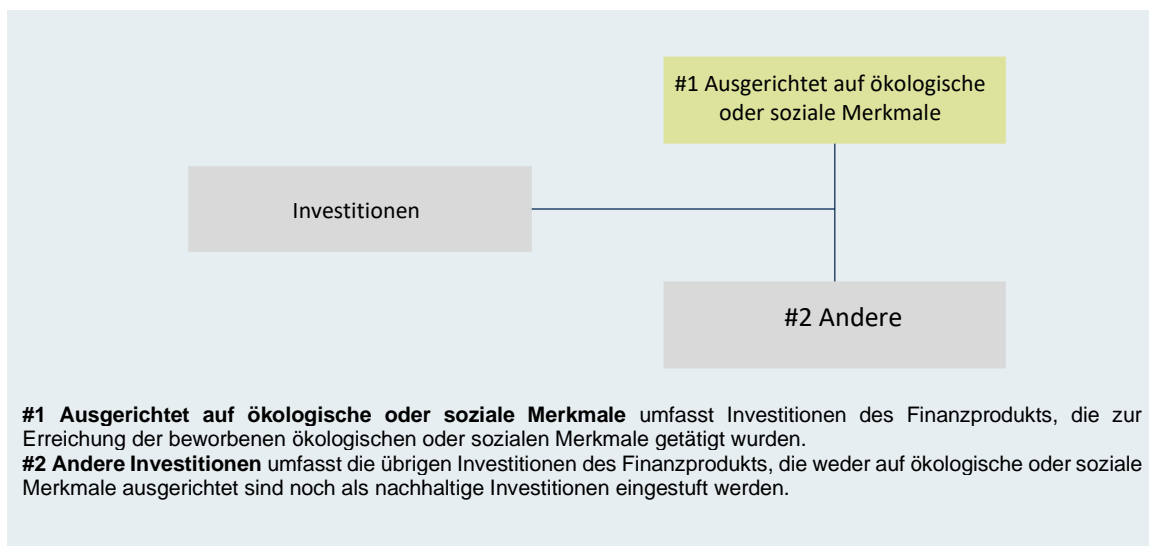 #1 Ausgerichtet auf ökologische
oder soziale Merkmale
Investitionen
#2 Andere
#1 Ausgerichtet auf ökologische oder soziale Merkmale umfasst Investitionen des Finanzprodukts, die zur
Erreichung der beworbenen ökologischen oder sozialen Merkmale getätigt wurden.
#2 Andere Investitionen umfasst die übrigen Investitionen des Finanzprodukts, die weder auf ökologische oder soziale
Merkmale ausgerichtet sind noch als nachhaltige Investitionen eingestuft werden.